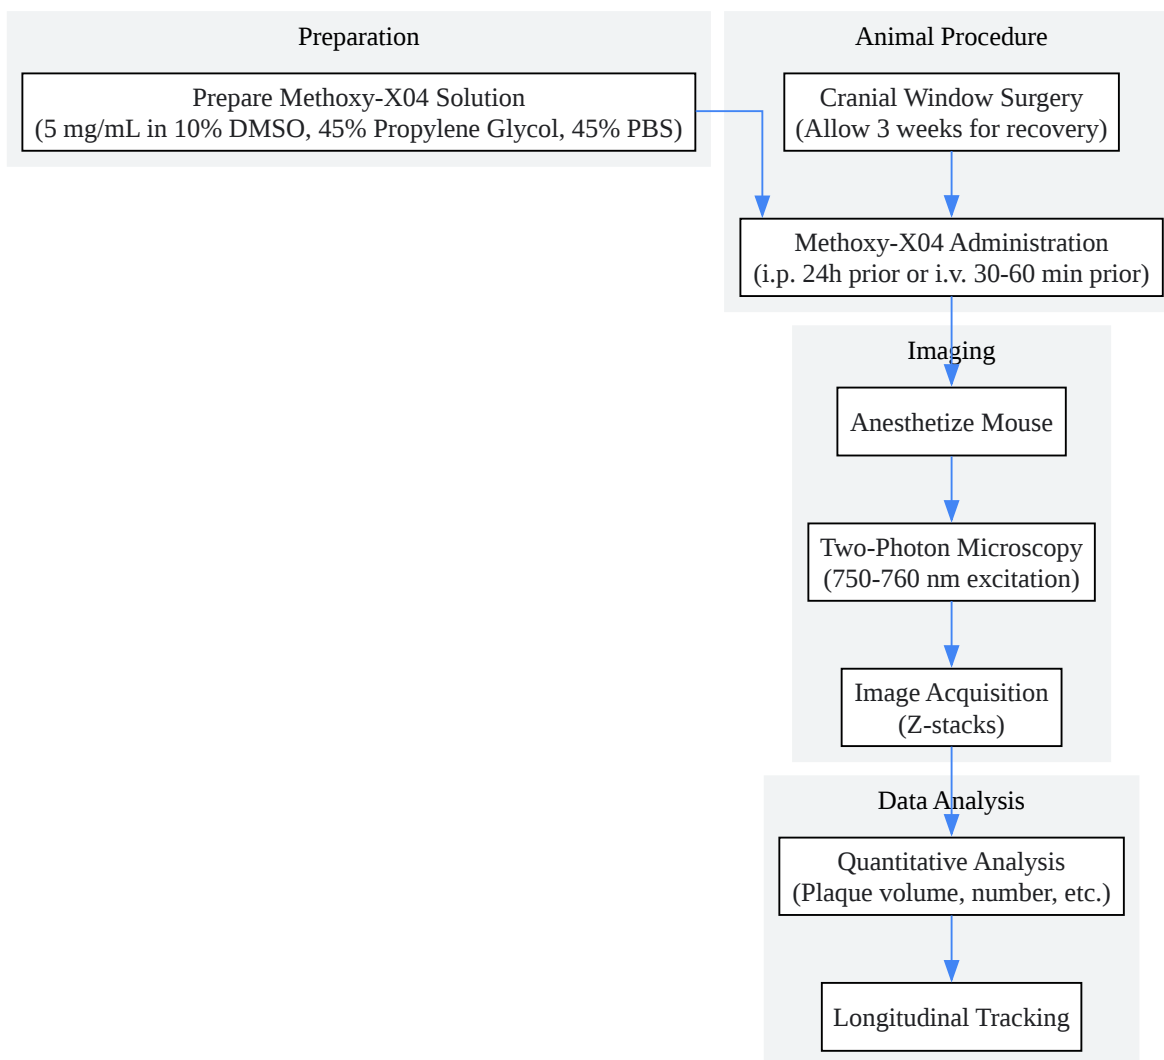 Preparation
Prepare Methoxy-X04 Solution
(5 mg/mL in 10% DMSO, 45% Propylene Glycol, 45% PBS)
Animal Procedure
Cranial Window Surgery
(Allow 3 weeks for recovery)
Methoxy-X04 Administration
(i.p. 24h prior or i.v. 30-60 min prior)
Imaging
Anesthetize Mouse
Two-Photon Microscopy
(750-760 nm excitation)
Image Acquisition
(Z-stacks)
Data Analysis
Quantitative Analysis
(Plaque volume, number, etc.)
Longitudinal Tracking